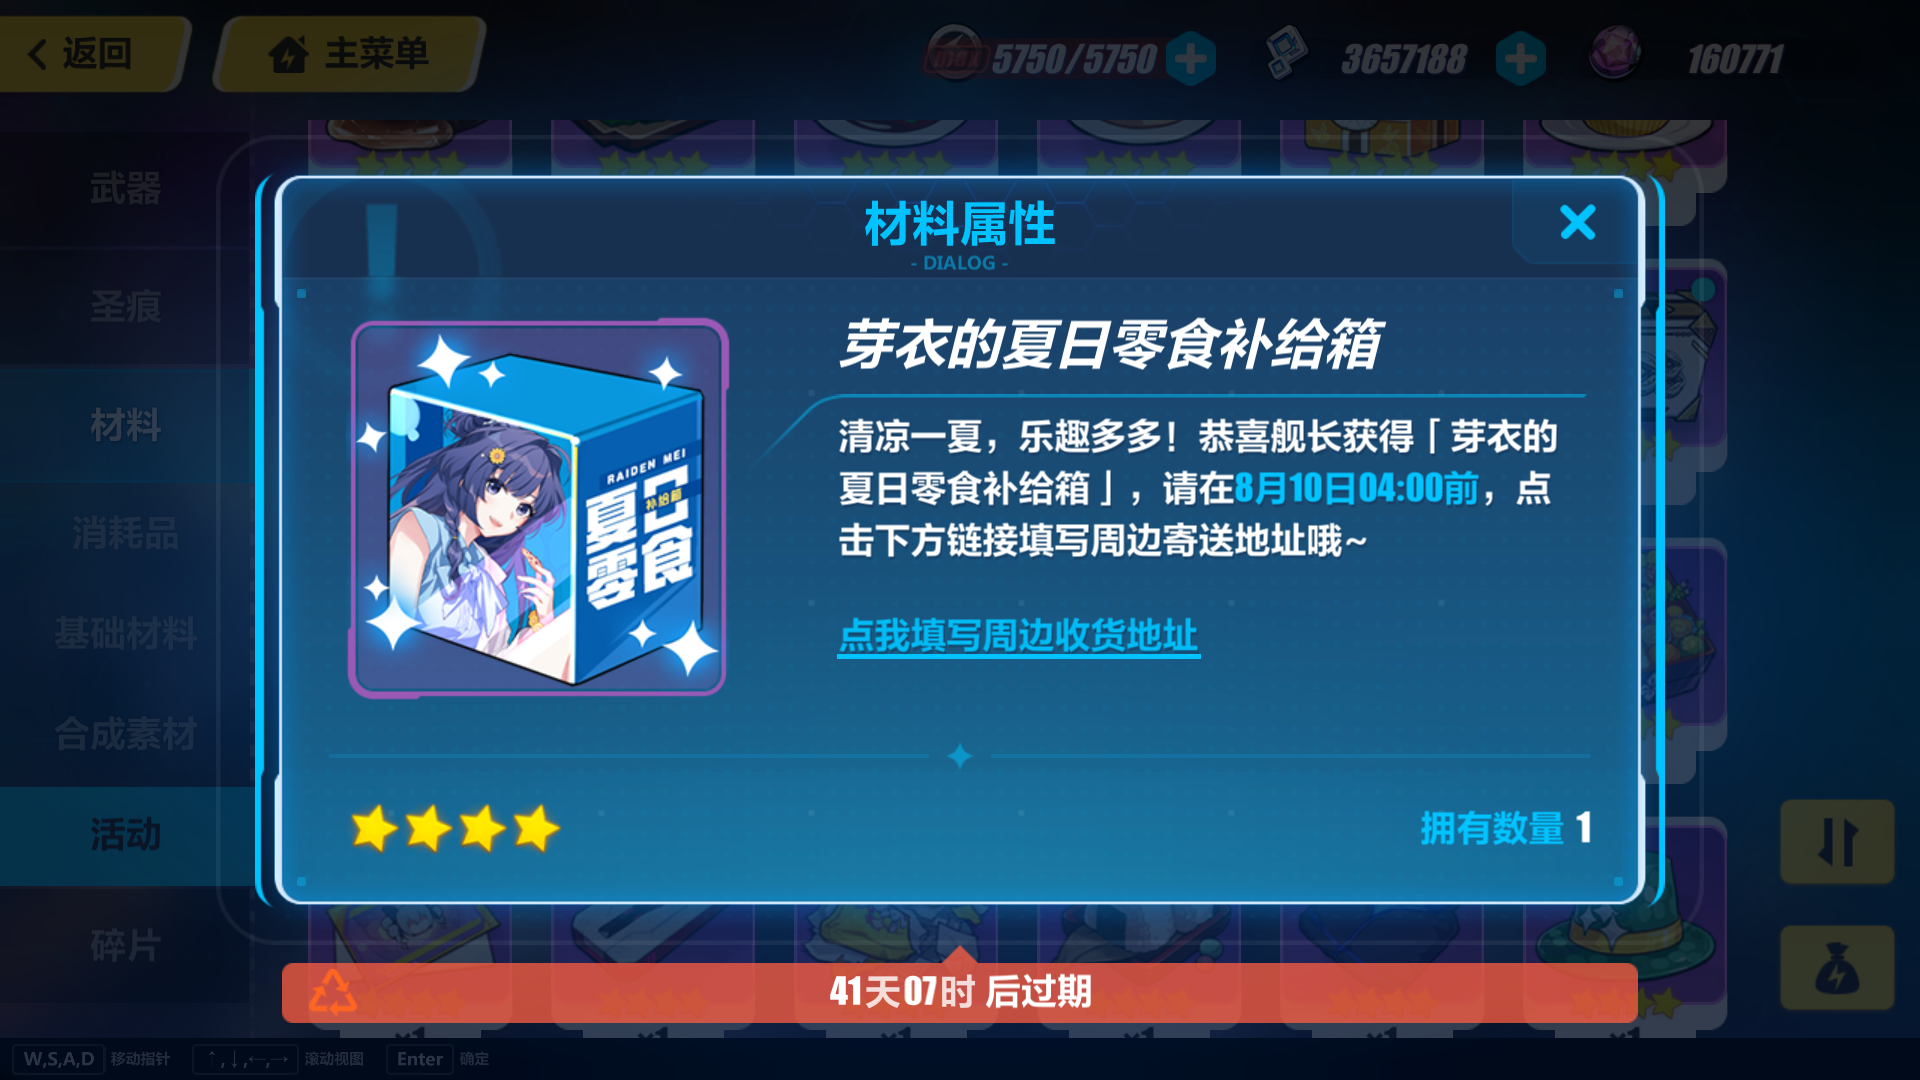 返回
主菜单
max 5750/5750
3657188
160771
武器
圣痕
材料
消耗品
基础材料
合成素材
活动
碎片
材料属性
- DIALOG -
RAIDEN MEI
夏日
补给箱
零食
芽衣的夏日零食补给箱
清凉一夏，乐趣多多！恭喜舰长获得「芽衣的
夏日零食补给箱」，请在8月10日04:00前，点
击下方链接填写周边寄送地址哦~
点我填写周边收货地址
拥有数量 1
41天07时 后过期
W,S,A,D 移动指针
↑,↓,←,→ 滚动视图
Enter 确定